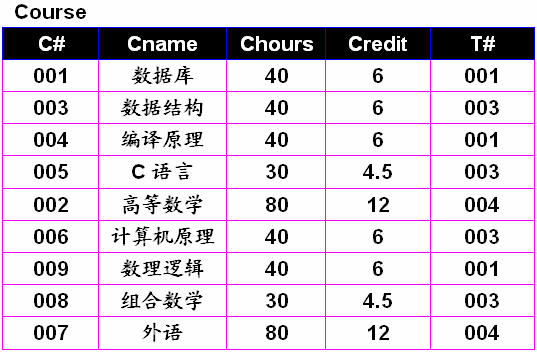 Course
C# Cname Chours Credit T#
001 数据库 40 6 001
003 数据结构 40 6 003
004 编译原理 40 6 001
005 C 语言 30 4.5 003
002 高等数学 80 12 004
006 计算机原理 40 6 003
009 数理逻辑 40 6 001
008 组合数学 30 4.5 003
007 外语 80 12 004